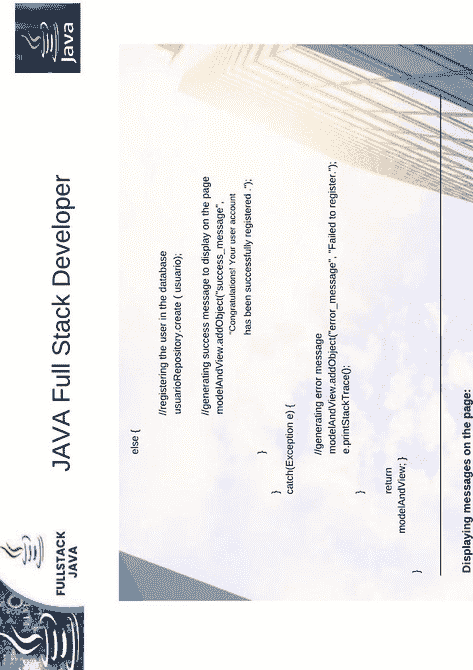 FULLSTACK
JAVA
JAVA Full Stack Developer
Java
else {
//registering the user in the database
usuarioRepository.create ( usuario);
//generating success message to display on the page
modelAndView.addObject("success_message",
"Congratulations! Your user account
has been successfully registered .");
}
}
catch(Exception e) {
//generating error message
modelAndView.addObject("error_message", "Failed to register.");
e.printStackTrace();
}
return
modelAndView; }
}
Displaying messages on the page: